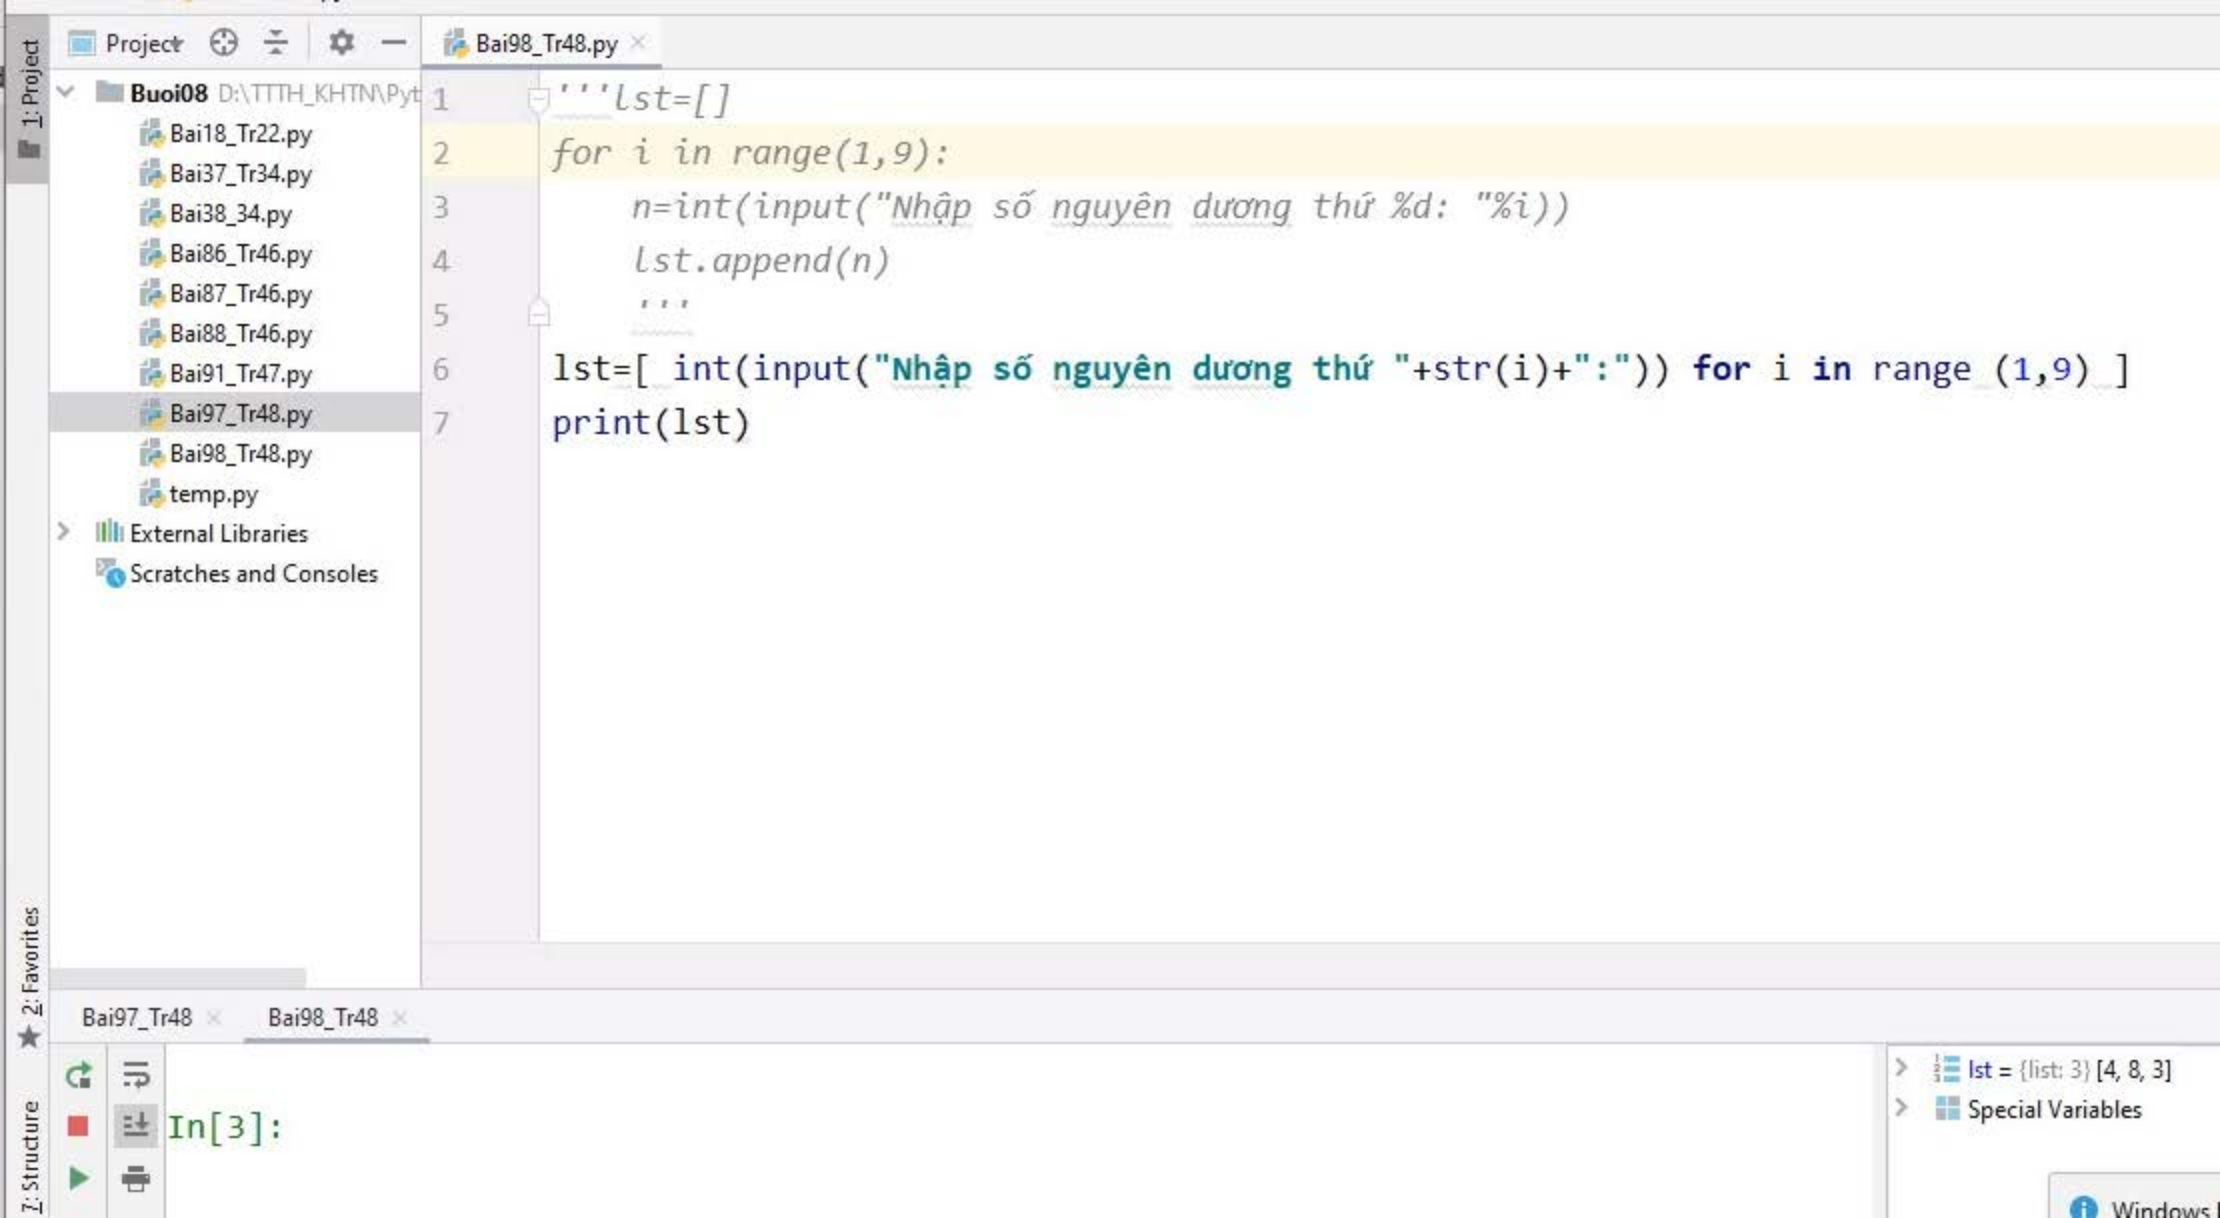 1: Project
Project
Bai98_Tr48.py
Buoi08 D:\TTTH_KHTN\Pyt
Bai18_Tr22.py
Bai37_Tr34.py
Bai38_34.py
Bai86_Tr46.py
Bai87_Tr46.py
Bai88_Tr46.py
Bai91_Tr47.py
Bai97_Tr48.py
Bai98_Tr48.py
temp.py
External Libraries
Scratches and Consoles
1 '''lst=[]
2 for i in range(1,9):
3     n=int(input("Nhập số nguyên dương thứ %d: "%i))
4     lst.append(n)
5     '''
6 lst=[ int(input("Nhập số nguyên dương thứ "+str(i)+":")) for i in range (1,9) ]
7 print(lst)
2: Favorites
7: Structure
Bai97_Tr48
Bai98_Tr48
In[3]:
lst = {list: 3} [4, 8, 3]
Special Variables
Windows